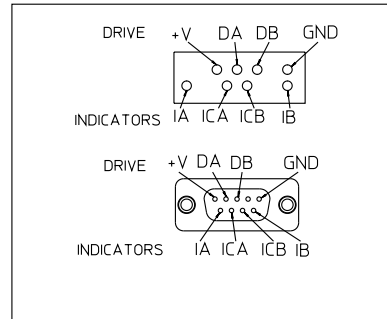 DRIVE +V DA DB GND
INDICATORS IA ICA ICB IB
DRIVE +V DA DB GND
INDICATORS IA ICA ICB IB